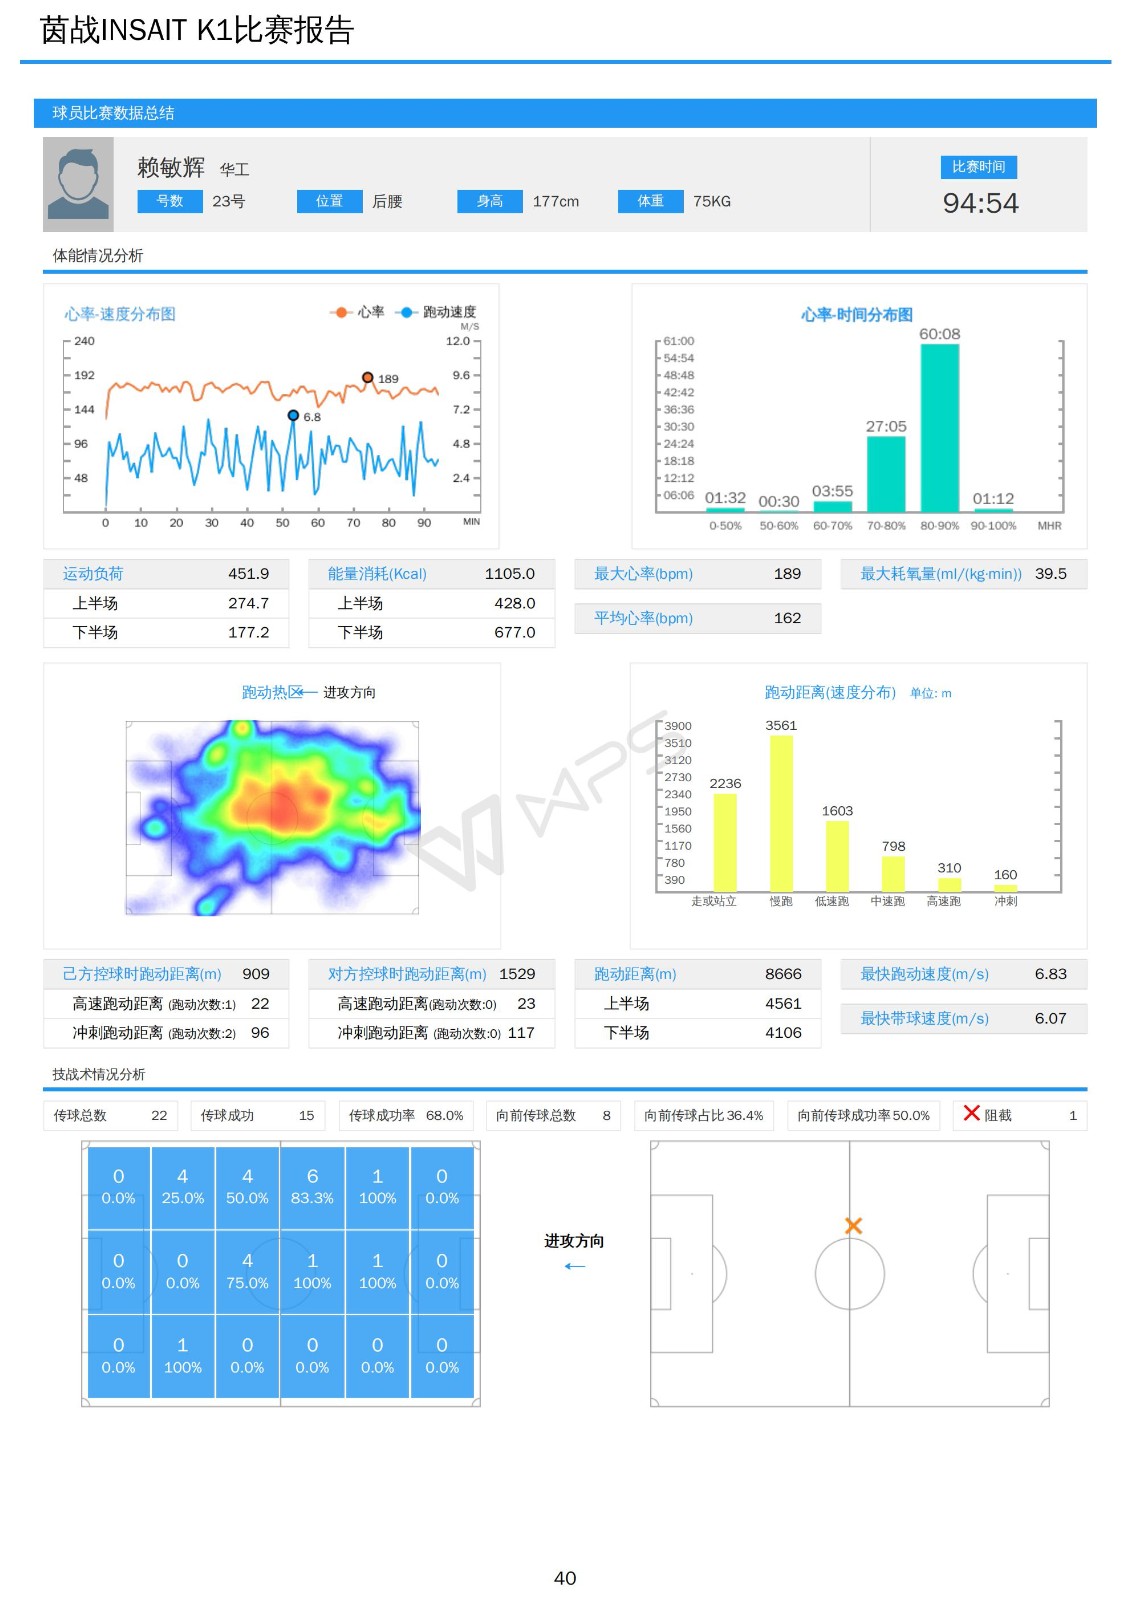 茵战INSAIT K1比赛报告
球员比赛数据总结
赖敏辉 华工
号数 23号 位置 后腰 身高 177cm 体重 75KG
比赛时间
94:54
体能情况分析
心率-速度分布图 心率 跑动速度
M/S
240 12.0
192 9.6
189
144 7.2
6.8
96 4.8
48 2.4
0 10 20 30 40 50 60 70 80 90 MIN
心率-时间分布图
61:00
54:54
48:48
42:42
36:36
30:30
24:24
18:18
12:12
06:06
01:32 00:30 03:55 27:05 60:08 01:12
0-50% 50-60% 60-70% 70-80% 80-90% 90-100% MHR
运动负荷 451.9
上半场 274.7
下半场 177.2
能量消耗(Kcal) 1105.0
上半场 428.0
下半场 677.0
最大心率(bpm) 189
平均心率(bpm) 162
最大耗氧量(ml/(kg·min)) 39.5
跑动热区 ← 进攻方向
跑动距离(速度分布) 单位: m
3900
3510
3120
2730
2340
1950
1560
1170
780
390
2236 3561 1603 798 310 160
走或站立 慢跑 低速跑 中速跑 高速跑 冲刺
WPS
己方控球时跑动距离(m) 909
高速跑动距离 (跑动次数:1) 22
冲刺跑动距离 (跑动次数:2) 96
对方控球时跑动距离(m) 1529
高速跑动距离(跑动次数:0) 23
冲刺跑动距离 (跑动次数:0) 117
跑动距离(m) 8666
上半场 4561
下半场 4106
最快跑动速度(m/s) 6.83
最快带球速度(m/s) 6.07
技战术情况分析
传球总数 22 传球成功 15 传球成功率 68.0% 向前传球总数 8 向前传球占比 36.4% 向前传球成功率 50.0% 阻截 1
0 4 4 6 1 0
0.0% 25.0% 50.0% 83.3% 100% 0.0%
0 0 4 1 1 0
0.0% 0.0% 75.0% 100% 100% 0.0%
0 1 0 0 0 0
0.0% 100% 0.0% 0.0% 0.0% 0.0%
进攻方向
←
40